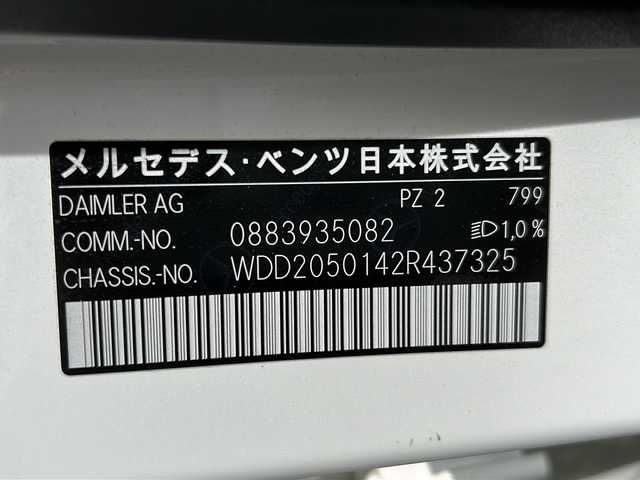 メルセデス・ベンツ日本株式会社
DAIMLER AG PZ 2 799
COMM.-NO. 0883935082 1,0 %
CHASSIS.-NO. WDD2050142R437325